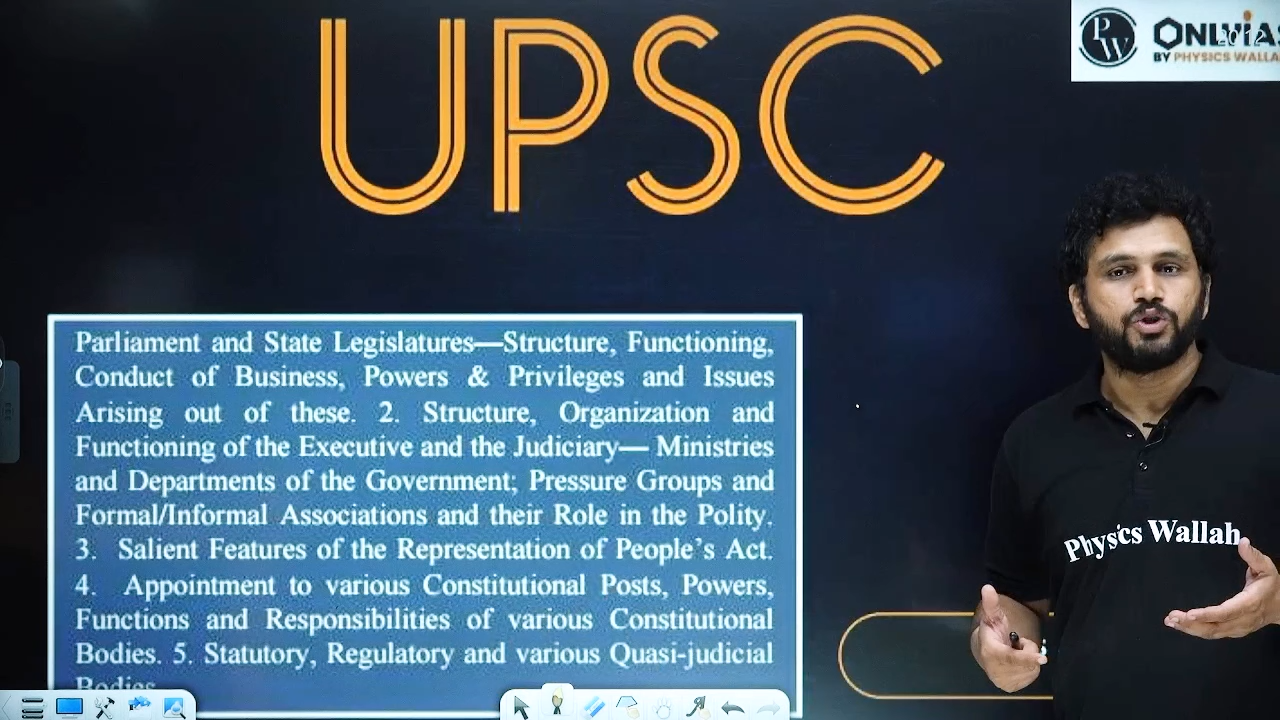 UPSC
PW
ONLYIAS
BY PHYSICS WALLA
Parliament and State Legislatures—Structure, Functioning,
Conduct of Business, Powers & Privileges and Issues
Arising out of these. 2. Structure, Organization and
Functioning of the Executive and the Judiciary— Ministries
and Departments of the Government; Pressure Groups and
Formal/Informal Associations and their Role in the Polity.
3. Salient Features of the Representation of People’s Act.
4. Appointment to various Constitutional Posts, Powers,
Functions and Responsibilities of various Constitutional
Bodies. 5. Statutory, Regulatory and various Quasi-judicial
Bodies
Physics Wallah